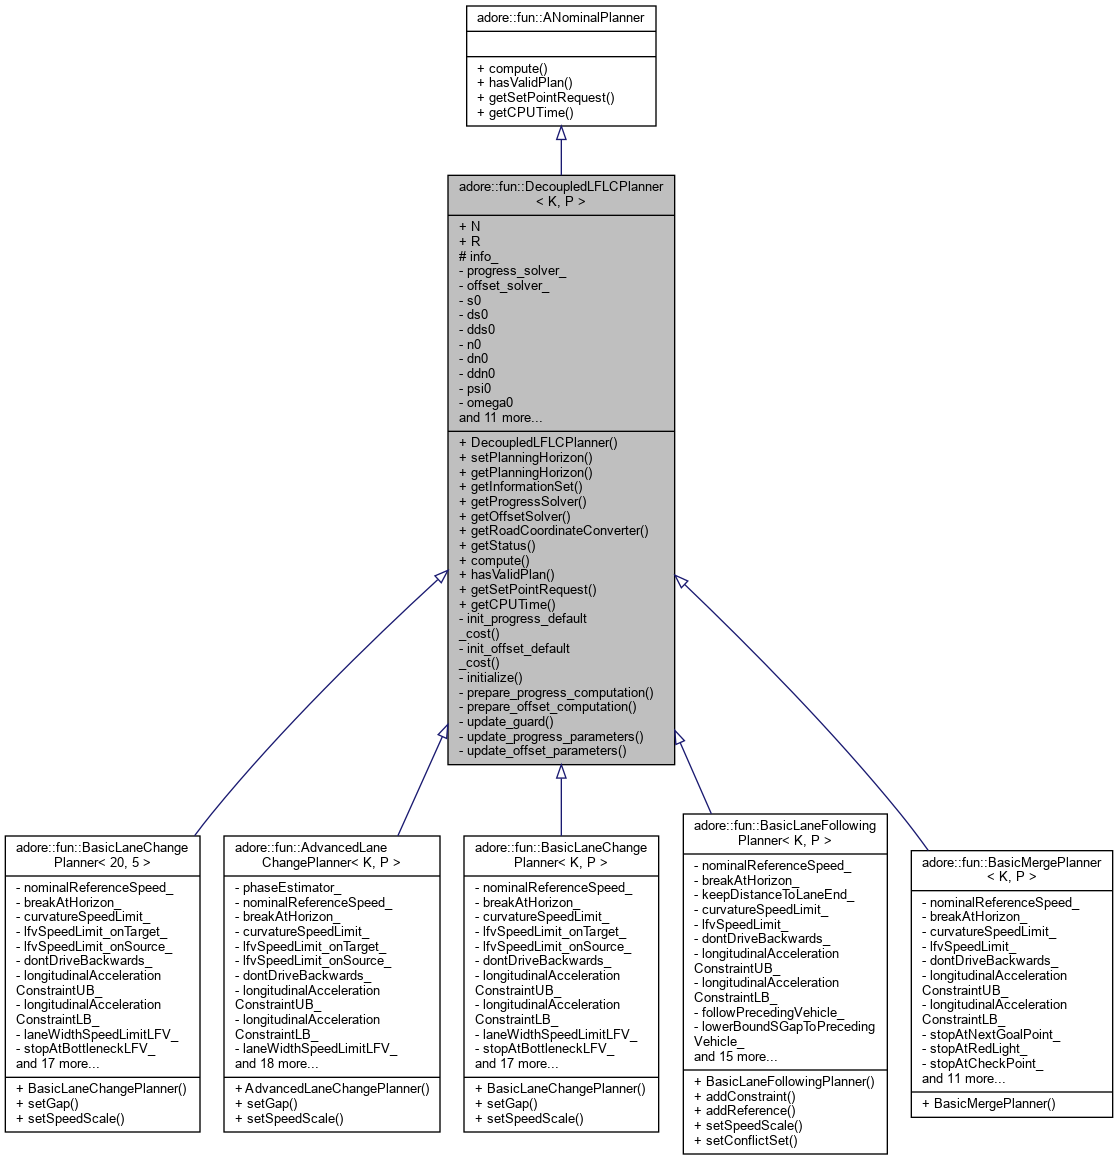 adore::fun::ANominalPlanner
+ compute()
+ hasValidPlan()
+ getSetPointRequest()
+ getCPUTime()
adore::fun::DecoupledLFLCPlanner
< K, P >
+ N
+ R
# info_
- progress_solver_
- offset_solver_
- s0
- ds0
- dds0
- n0
- dn0
- ddn0
- psi0
- omega0
and 11 more...
+ DecoupledLFLCPlanner()
+ setPlanningHorizon()
+ getPlanningHorizon()
+ getInformationSet()
+ getProgressSolver()
+ getOffsetSolver()
+ getRoadCoordinateConverter()
+ getStatus()
+ compute()
+ hasValidPlan()
+ getSetPointRequest()
+ getCPUTime()
- init_progress_default
_cost()
- init_offset_default
_cost()
- initialize()
- prepare_progress_computation()
- prepare_offset_computation()
- update_guard()
- update_progress_parameters()
- update_offset_parameters()
adore::fun::BasicLaneChange
Planner< 20, 5 >
- nominalReferenceSpeed_
- breakAtHorizon_
- curvatureSpeedLimit_
- lfvSpeedLimit_onTarget_
- lfvSpeedLimit_onSource_
- dontDriveBackwards_
- longitudinalAcceleration
ConstraintUB_
- longitudinalAcceleration
ConstraintLB_
- laneWidthSpeedLimitLFV_
- stopAtBottleneckLFV_
and 17 more...
+ BasicLaneChangePlanner()
+ setGap()
+ setSpeedScale()
adore::fun::AdvancedLane
ChangePlanner< K, P >
- phaseEstimator_
- nominalReferenceSpeed_
- breakAtHorizon_
- curvatureSpeedLimit_
- lfvSpeedLimit_onTarget_
- lfvSpeedLimit_onSource_
- dontDriveBackwards_
- longitudinalAcceleration
ConstraintUB_
- longitudinalAcceleration
ConstraintLB_
- laneWidthSpeedLimitLFV_
and 18 more...
+ AdvancedLaneChangePlanner()
+ setGap()
+ setSpeedScale()
adore::fun::BasicLaneChange
Planner< K, P >
- nominalReferenceSpeed_
- breakAtHorizon_
- curvatureSpeedLimit_
- lfvSpeedLimit_onTarget_
- lfvSpeedLimit_onSource_
- dontDriveBackwards_
- longitudinalAcceleration
ConstraintUB_
- longitudinalAcceleration
ConstraintLB_
- laneWidthSpeedLimitLFV_
- stopAtBottleneckLFV_
and 17 more...
+ BasicLaneChangePlanner()
+ setGap()
+ setSpeedScale()
adore::fun::BasicLaneFollowing
Planner< K, P >
- nominalReferenceSpeed_
- breakAtHorizon_
- keepDistanceToLaneEnd_
- curvatureSpeedLimit_
- lfvSpeedLimit_
- dontDriveBackwards_
- longitudinalAcceleration
ConstraintUB_
- longitudinalAcceleration
ConstraintLB_
- followPrecedingVehicle_
- lowerBoundSGapToPreceding
Vehicle_
and 15 more...
+ BasicLaneFollowingPlanner()
+ addConstraint()
+ addReference()
+ setSpeedScale()
+ setConflictSet()
adore::fun::BasicMergePlanner
< K, P >
- nominalReferenceSpeed_
- breakAtHorizon_
- curvatureSpeedLimit_
- lfvSpeedLimit_
- dontDriveBackwards_
- longitudinalAcceleration
ConstraintUB_
- longitudinalAcceleration
ConstraintLB_
- stopAtNextGoalPoint_
- stopAtRedLight_
- stopAtCheckPoint_
and 11 more...
+ BasicMergePlanner()